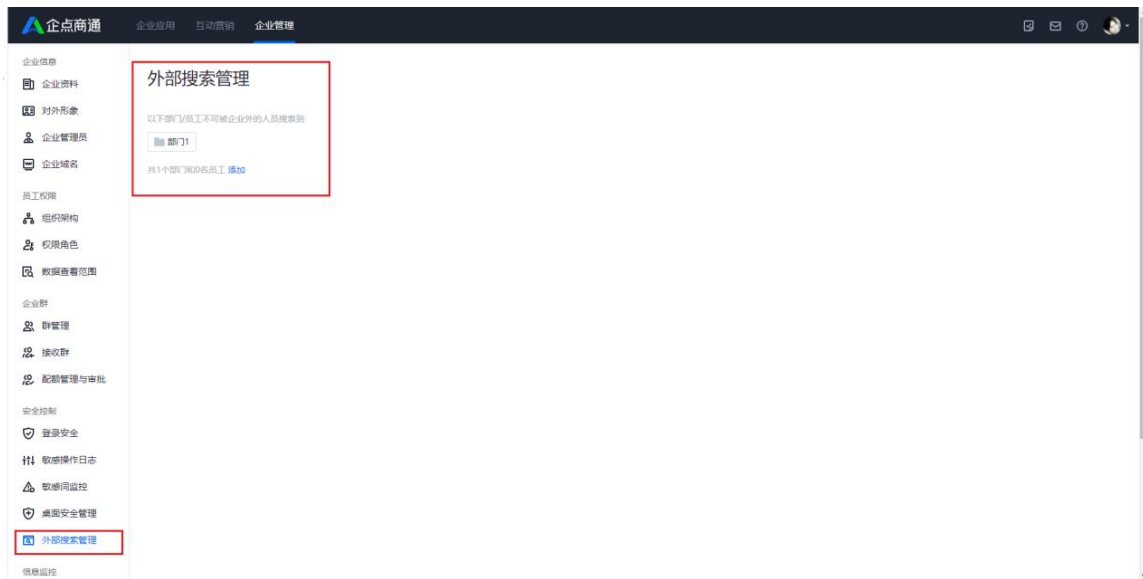 企点商通 企业应用 互动营销 企业管理
企业信息
企业资料
对外形象
企业管理员
企业域名
员工权限
组织架构
权限角色
数据查看范围
企业群
群管理
接收群
配额管理与审批
安全控制
登录安全
敏感操作日志
敏感词监控
桌面安全管理
外部搜索管理
信息监控
外部搜索管理
以下部门/员工不可被企业外的人员搜索到
部门1
共1个部门和0名员工 添加